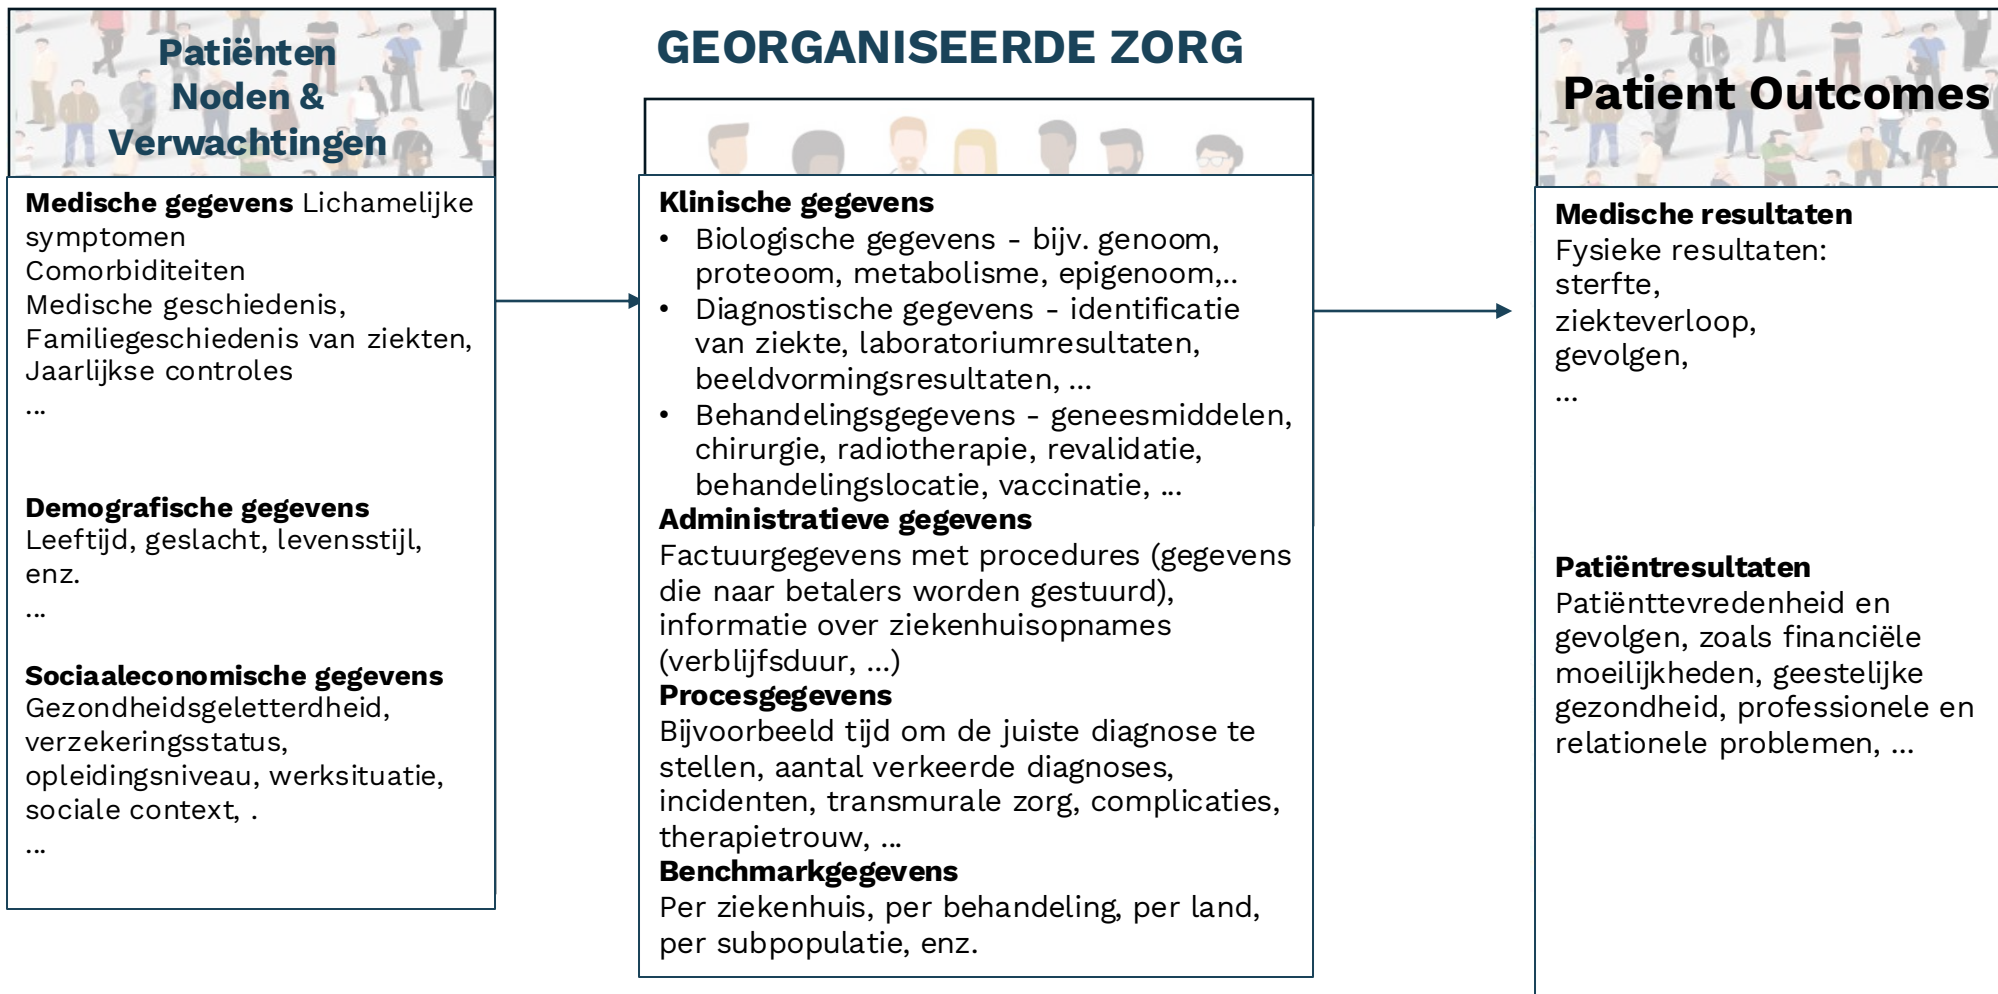 Patiënten
Noden &
Verwachtingen
Medische gegevens Lichamelijke
symptomen
Comorbiditeiten
Medische geschiedenis,
Familiegeschiedenis van ziekten,
Jaarlijkse controles
...
Demografische gegevens
Leeftijd, geslacht, levensstijl,
enz.
...
Sociaaleconomische gegevens
Gezondheidsgeletterdheid,
verzekeringsstatus,
opleidingsniveau, werksituatie,
sociale context, .
...
GEORGANISEERDE ZORG
Klinische gegevens
• Biologische gegevens - bijv. genoom,
proteoom, metabolisme, epigenoom,..
• Diagnostische gegevens - identificatie
van ziekte, laboratoriumresultaten,
beeldvormingsresultaten, ...
• Behandelingsgegevens - geneesmiddelen,
chirurgie, radiotherapie, revalidatie,
behandelingslocatie, vaccinatie, ...
Administratieve gegevens
Factuurgegevens met procedures (gegevens
die naar betalers worden gestuurd),
informatie over ziekenhuisopnames
(verblijfsduur, ...)
Procesgegevens
Bijvoorbeeld tijd om de juiste diagnose te
stellen, aantal verkeerde diagnoses,
incidenten, transmurale zorg, complicaties,
therapietrouw, ...
Benchmarkgegevens
Per ziekenhuis, per behandeling, per land,
per subpopulatie, enz.
Patient Outcomes
Medische resultaten
Fysieke resultaten:
sterfte,
ziekteverloop,
gevolgen,
...
Patiëntresultaten
Patiënttevredenheid en
gevolgen, zoals financiële
moeilijkheden, geestelijke
gezondheid, professionele en
relationele problemen, ...